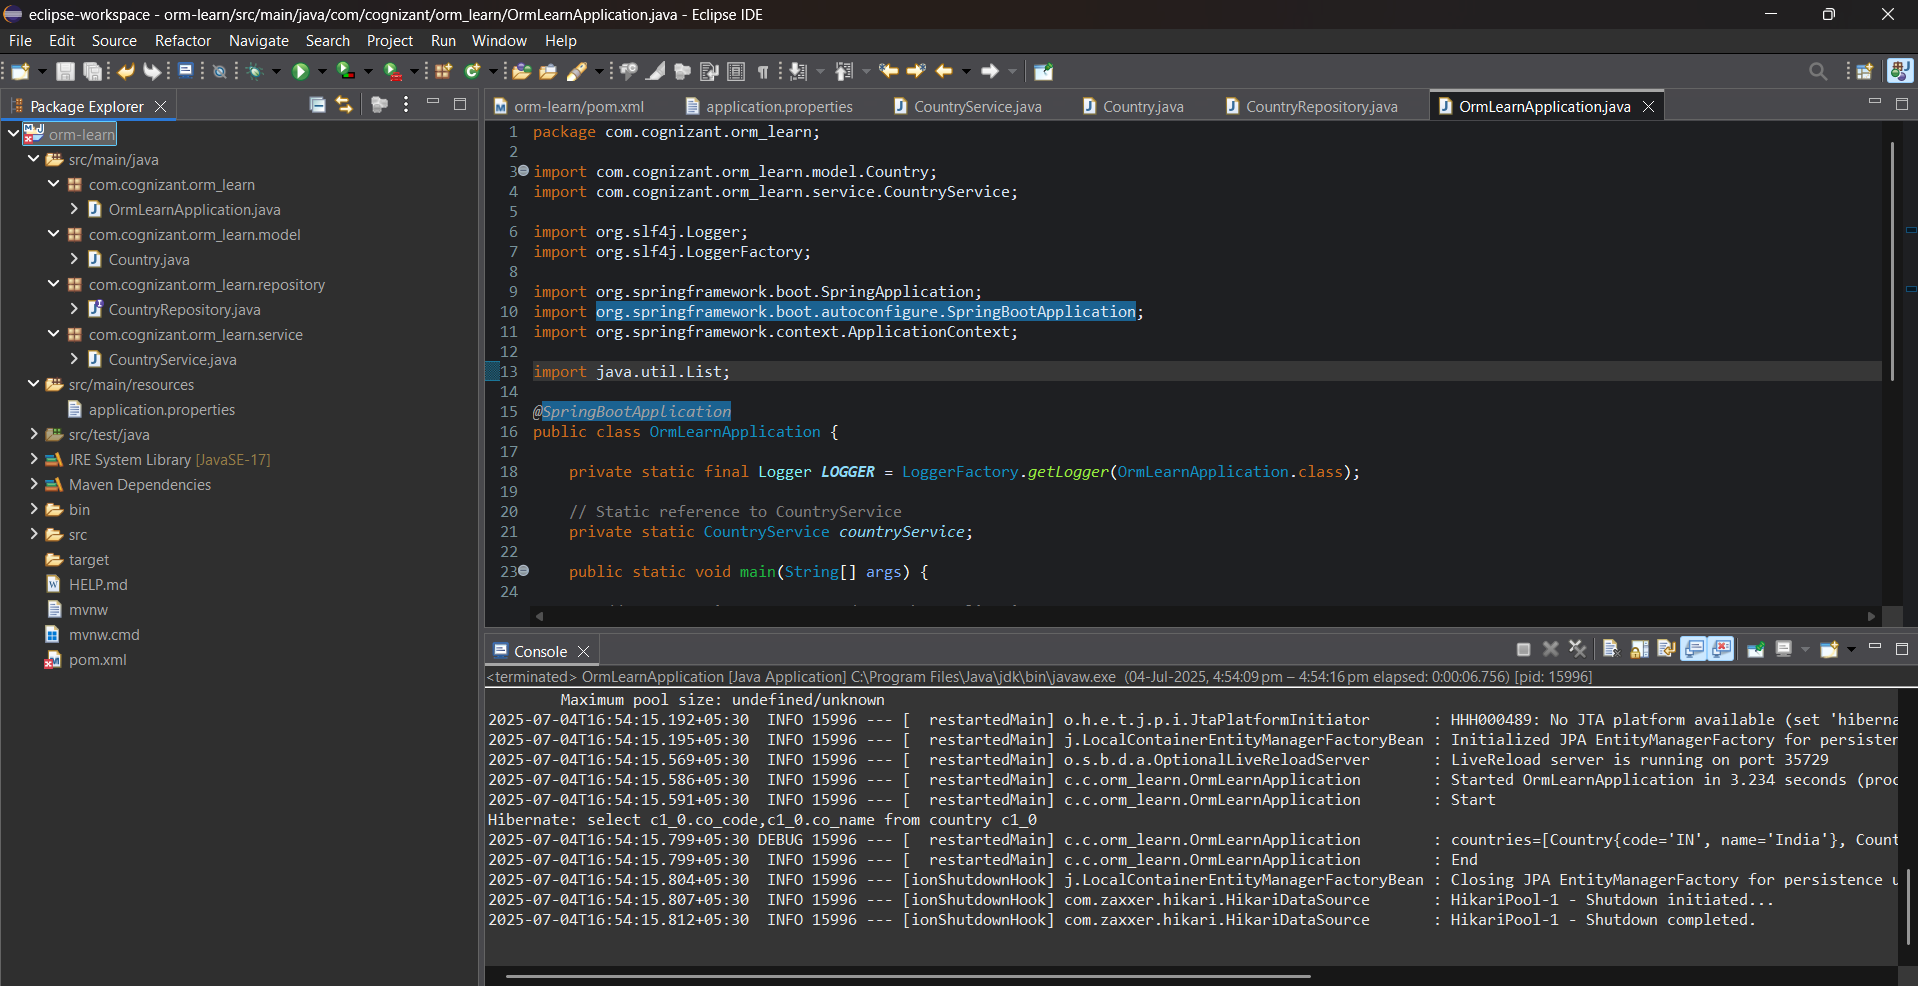 eclipse-workspace - orm-learn/src/main/java/com/cognizant/orm_learn/OrmLearnApplication.java - Eclipse IDE
File Edit Source Refactor Navigate Search Project Run Window Help
Package Explorer
orm-learn
src/main/java
com.cognizant.orm_learn
OrmLearnApplication.java
com.cognizant.orm_learn.model
Country.java
com.cognizant.orm_learn.repository
CountryRepository.java
com.cognizant.orm_learn.service
CountryService.java
src/main/resources
application.properties
src/test/java
JRE System Library [JavaSE-17]
Maven Dependencies
bin
src
target
HELP.md
mvnw
mvnw.cmd
pom.xml
orm-learn/pom.xml application.properties CountryService.java Country.java CountryRepository.java OrmLearnApplication.java
1 package com.cognizant.orm_learn;
2
3 import com.cognizant.orm_learn.model.Country;
4 import com.cognizant.orm_learn.service.CountryService;
5
6 import org.slf4j.Logger;
7 import org.slf4j.LoggerFactory;
8
9 import org.springframework.boot.SpringApplication;
10 import org.springframework.boot.autoconfigure.SpringBootApplication;
11 import org.springframework.context.ApplicationContext;
12
13 import java.util.List;
14
15 @SpringBootApplication
16 public class OrmLearnApplication {
17
18 private static final Logger LOGGER = LoggerFactory.getLogger(OrmLearnApplication.class);
19
20 // Static reference to CountryService
21 private static CountryService countryService;
22
23 public static void main(String[] args) {
24
Console
<terminated> OrmLearnApplication [Java Application] C:\Program Files\Java\jdk\bin\javaw.exe (04-Jul-2025, 4:54:09 pm – 4:54:16 pm elapsed: 0:00:06.756) [pid: 15996]
Maximum pool size: undefined/unknown
2025-07-04T16:54:15.192+05:30 INFO 15996 --- [ restartedMain] o.h.e.t.j.p.i.JtaPlatformInitiator : HHH000489: No JTA platform available (set 'hiberna
2025-07-04T16:54:15.195+05:30 INFO 15996 --- [ restartedMain] j.LocalContainerEntityManagerFactoryBean : Initialized JPA EntityManagerFactory for persisten
2025-07-04T16:54:15.569+05:30 INFO 15996 --- [ restartedMain] o.s.b.d.a.OptionalLiveReloadServer : LiveReload server is running on port 35729
2025-07-04T16:54:15.586+05:30 INFO 15996 --- [ restartedMain] c.c.orm_learn.OrmLearnApplication : Started OrmLearnApplication in 3.234 seconds (proc
2025-07-04T16:54:15.591+05:30 INFO 15996 --- [ restartedMain] c.c.orm_learn.OrmLearnApplication : Start
Hibernate: select c1_0.co_code,c1_0.co_name from country c1_0
2025-07-04T16:54:15.799+05:30 DEBUG 15996 --- [ restartedMain] c.c.orm_learn.OrmLearnApplication : countries=[Country{code='IN', name='India'}, Count
2025-07-04T16:54:15.799+05:30 INFO 15996 --- [ restartedMain] c.c.orm_learn.OrmLearnApplication : End
2025-07-04T16:54:15.804+05:30 INFO 15996 --- [ionShutdownHook] j.LocalContainerEntityManagerFactoryBean : Closing JPA EntityManagerFactory for persistence u
2025-07-04T16:54:15.807+05:30 INFO 15996 --- [ionShutdownHook] com.zaxxer.hikari.HikariDataSource : HikariPool-1 - Shutdown initiated...
2025-07-04T16:54:15.812+05:30 INFO 15996 --- [ionShutdownHook] com.zaxxer.hikari.HikariDataSource : HikariPool-1 - Shutdown completed.